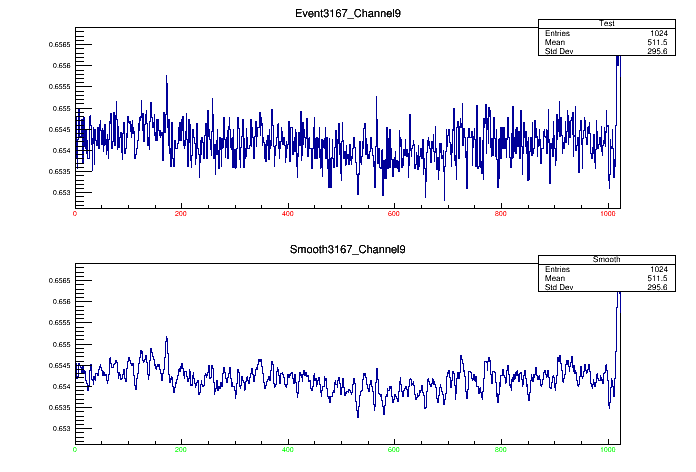 Event3167_Channel9
Test
Entries 1024
Mean 511.5
Std Dev 295.6
0.6565
0.656
0.6555
0.655
0.6545
0.654
0.6535
0.653
0 200 400 600 800 1000
Smooth3167_Channel9
Smooth
Entries 1024
Mean 511.5
Std Dev 295.6
0.6565
0.656
0.6555
0.655
0.6545
0.654
0.6535
0.653
0 200 400 600 800 1000